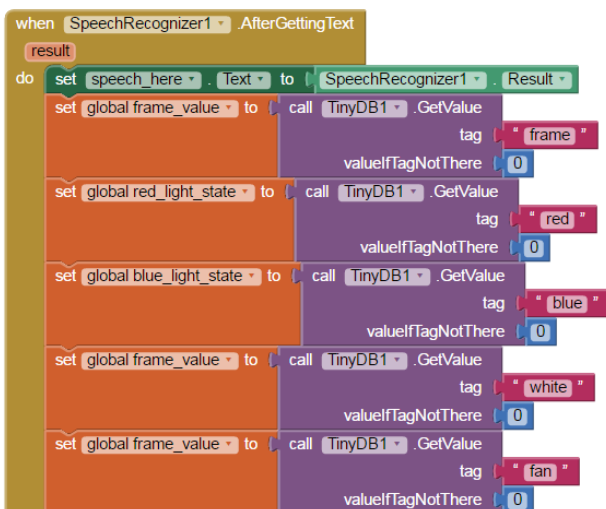 when SpeechRecognizer1 .AfterGettingText
result
do set speech_here . Text to SpeechRecognizer1 . Result
set global frame_value to call TinyDB1 .GetValue
tag " frame "
valueIfTagNotThere 0
set global red_light_state to call TinyDB1 .GetValue
tag " red "
valueIfTagNotThere 0
set global blue_light_state to call TinyDB1 .GetValue
tag " blue "
valueIfTagNotThere 0
set global frame_value to call TinyDB1 .GetValue
tag " white "
valueIfTagNotThere 0
set global frame_value to call TinyDB1 .GetValue
tag " fan "
valueIfTagNotThere 0